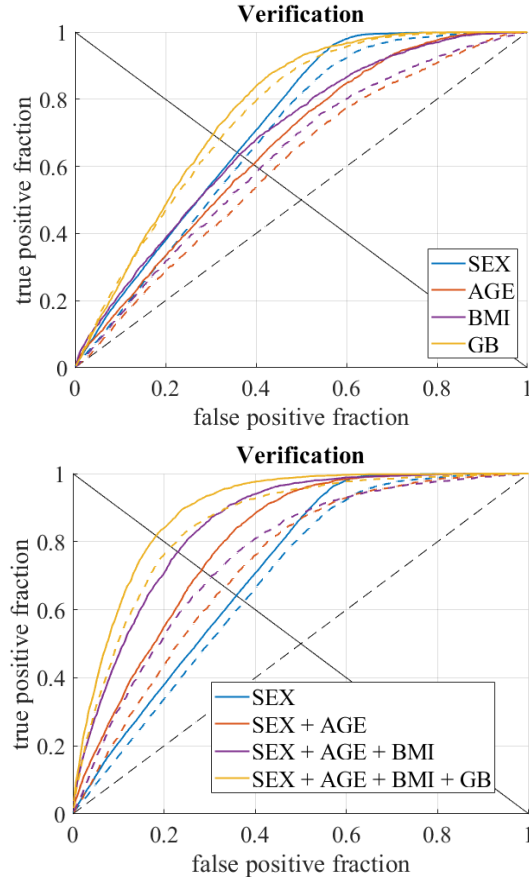 Verification
1
0.8
0.6
0.4
0.2
0
true positive fraction
SEX
AGE
BMI
GB
0 0.2 0.4 0.6 0.8 1
false positive fraction
Verification
1
0.8
0.6
0.4
0.2
0
true positive fraction
SEX
SEX + AGE
SEX + AGE + BMI
SEX + AGE + BMI + GB
0 0.2 0.4 0.6 0.8 1
false positive fraction